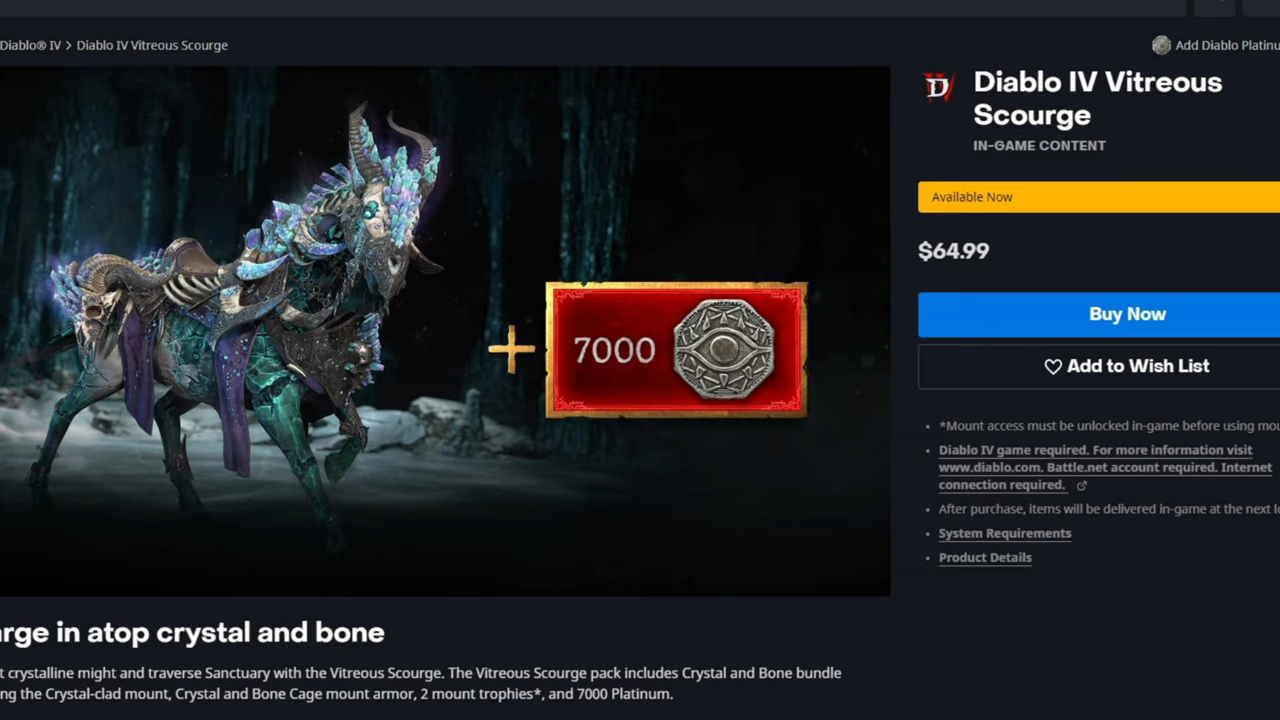 Diablo® IV > Diablo IV Vitreous Scourge
Add Diablo Platinu
Diablo IV Vitreous
Scourge
IN-GAME CONTENT
Available Now
$64.99
Buy Now
Add to Wish List
*Mount access must be unlocked in-game before using mou
Diablo IV game required. For more information visit
www.diablo.com. Battle.net account required. Internet
connection required.
After purchase, items will be delivered in-game at the next lo
System Requirements
Product Details
+ 7000
arge in atop crystal and bone
t crystalline might and traverse Sanctuary with the Vitreous Scourge. The Vitreous Scourge pack includes Crystal and Bone bundle
ng the Crystal-clad mount, Crystal and Bone Cage mount armor, 2 mount trophies*, and 7000 Platinum.